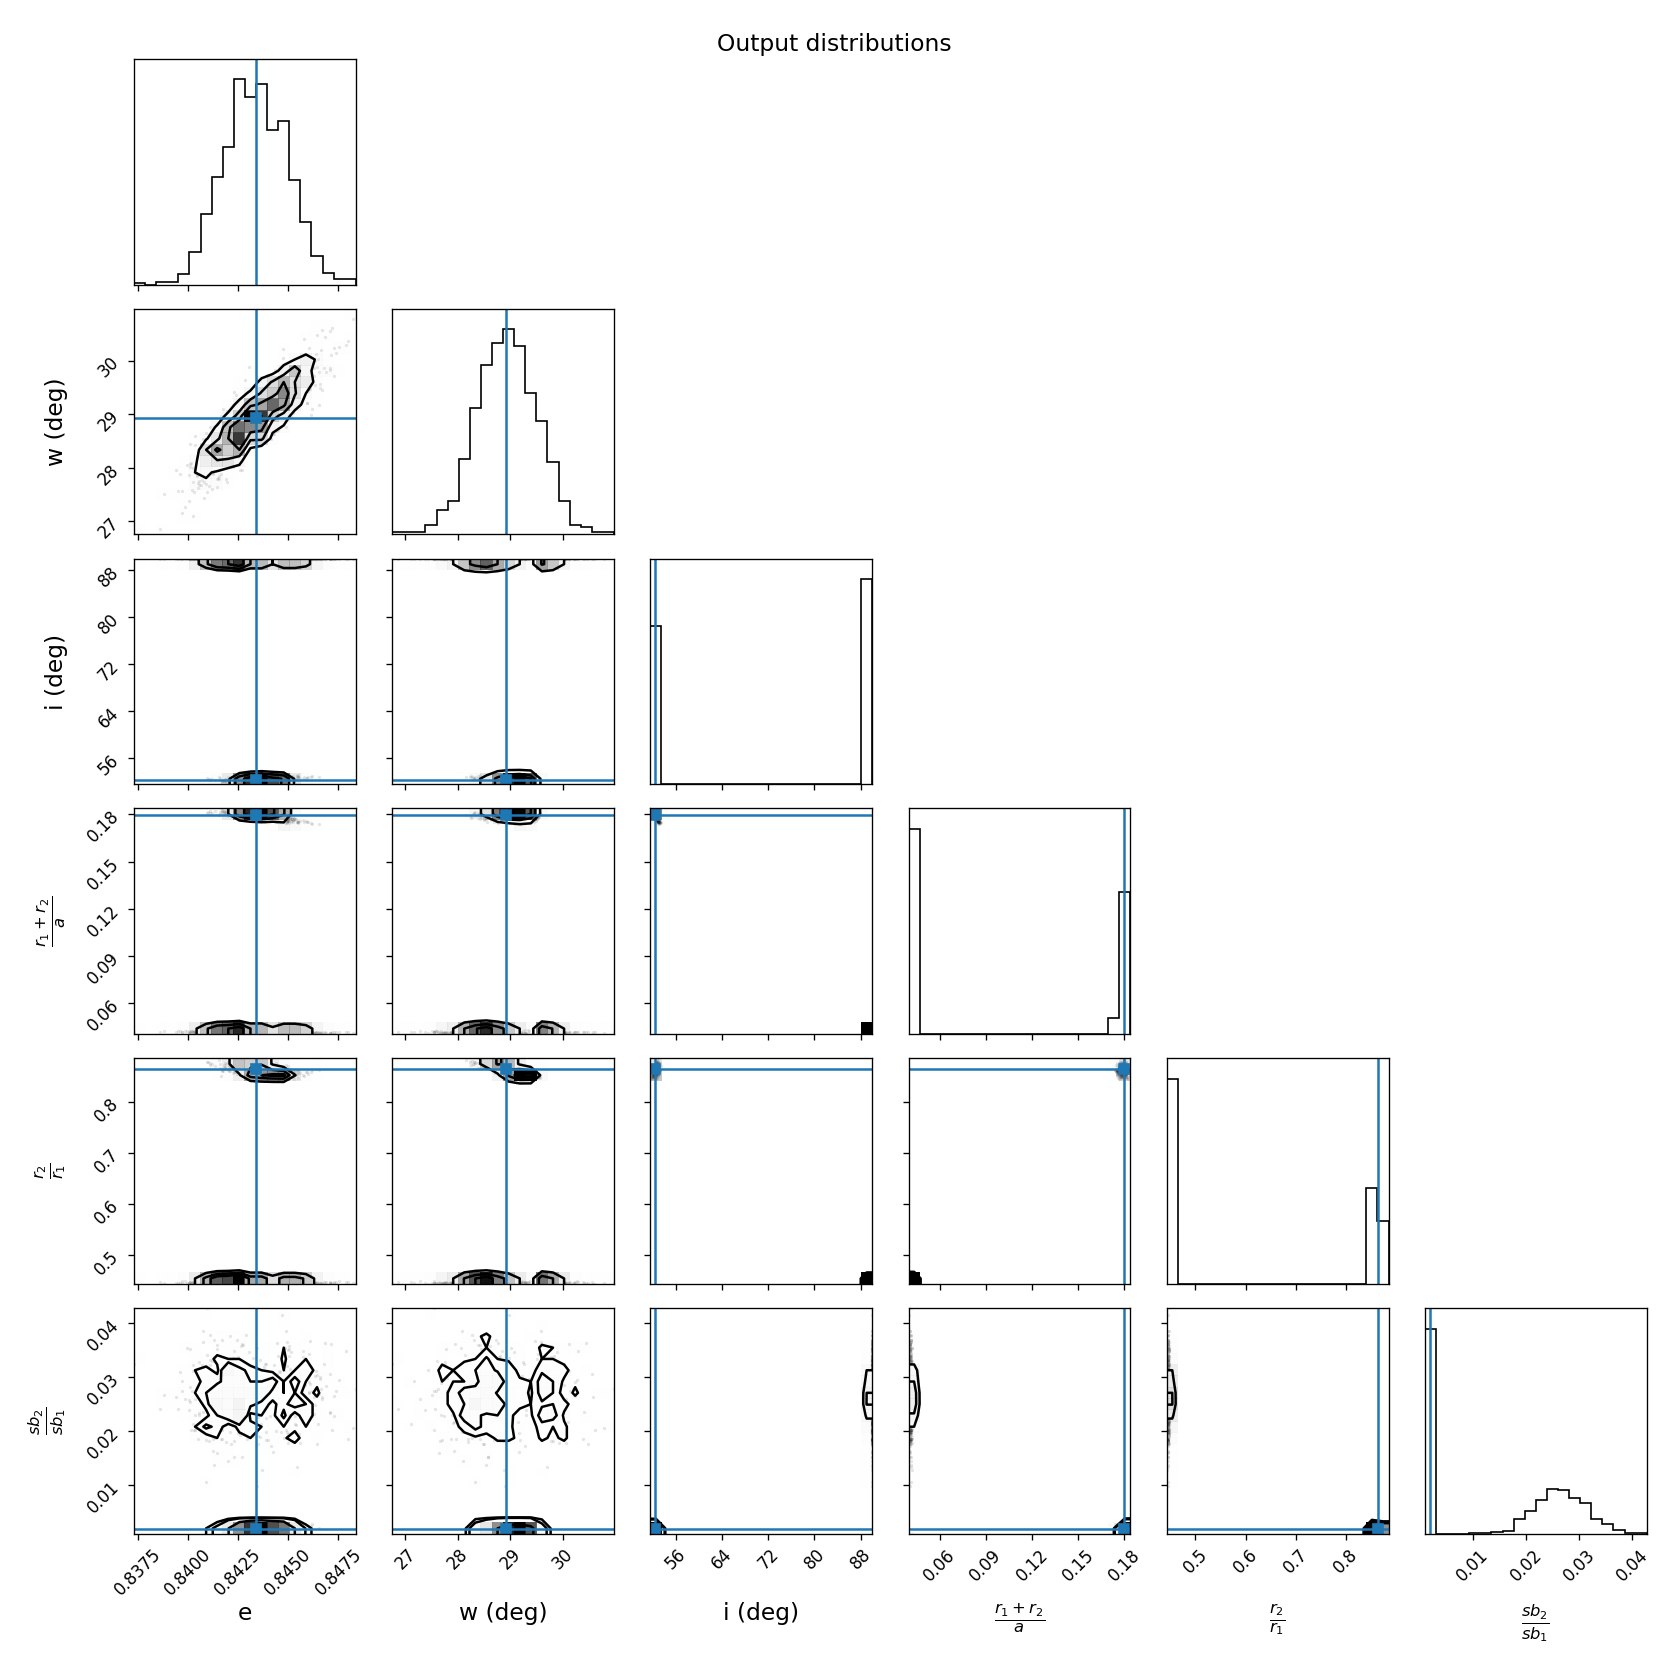 Output distributions
w (deg)
30
29
28
27
i (deg)
88
80
72
64
56
r₁ + r₂
a
0.18
0.15
0.12
0.09
0.06
r₂
r₁
0.8
0.7
0.6
0.5
sb₂
sb₁
0.04
0.03
0.02
0.01
0.8375 0.8400 0.8425 0.8450 0.8475
27 28 29 30
56 64 72 80 88
0.06 0.09 0.12 0.15 0.18
0.5 0.6 0.7 0.8
0.01 0.02 0.03 0.04
e
w (deg)
i (deg)
r₁ + r₂
a
r₂
r₁
sb₂
sb₁